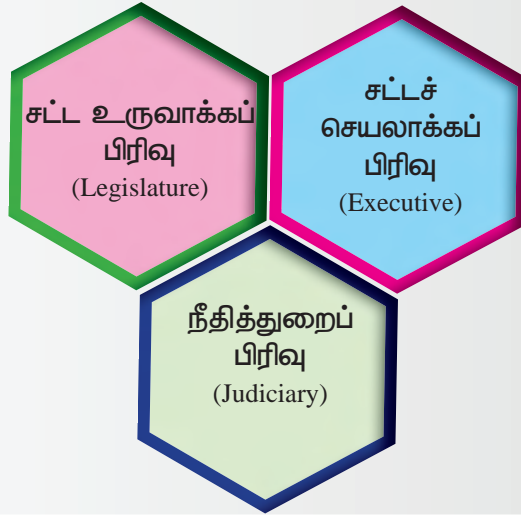 சட்ட உருவாக்கப்
பிரிவு
(Legislature)
சட்டச்
செயலாக்கப்
பிரிவு
(Executive)
நீதித்துறைப்
பிரிவு
(Judiciary)